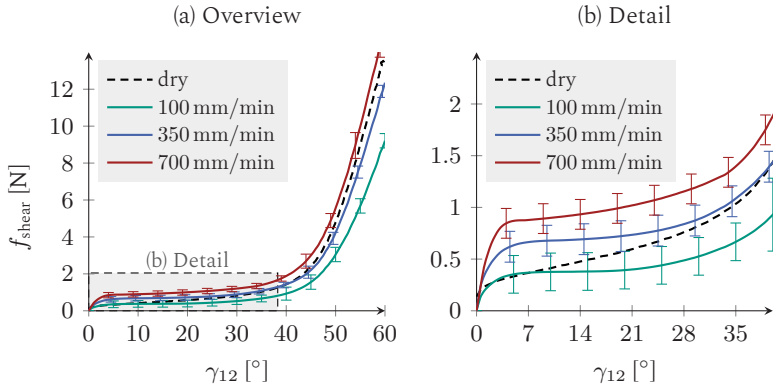 (a) Overview
(b) Detail
f_shear [N]
12
10
8
6
4
2
0
0 10 20 30 40 50 60
γ12 [°]
dry
100 mm/min
350 mm/min
700 mm/min
(b) Detail
2
1.5
1
0.5
0
0 7 14 21 28 35
γ12 [°]
dry
100 mm/min
350 mm/min
700 mm/min